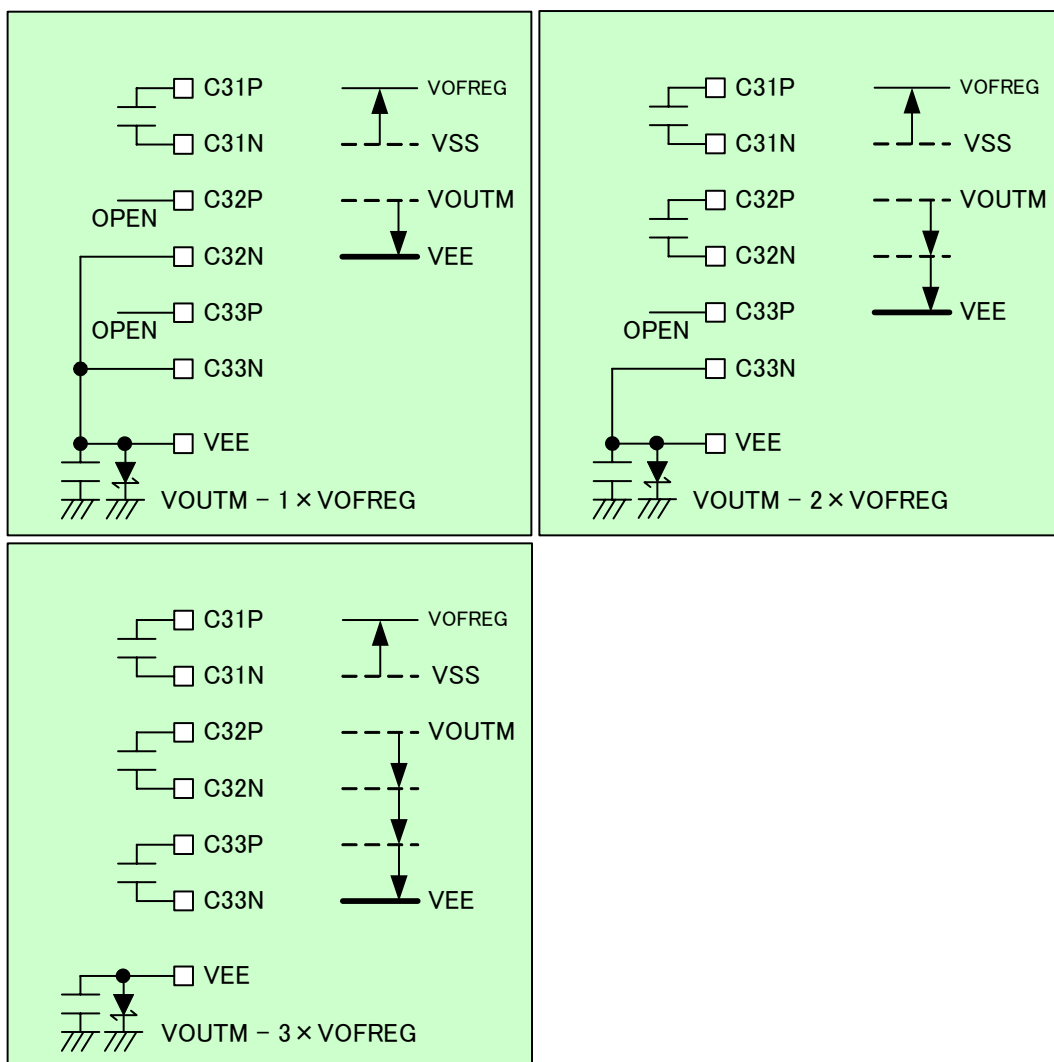 C31P VOFREG
C31N VSS
C32P VOUTM
OPEN
C32N VEE
C33P
OPEN
C33N
VEE
VOUTM - 1×VOFREG
C31P VOFREG
C31N VSS
C32P VOUTM
C32N
C33P VEE
OPEN
C33N
VEE
VOUTM - 2×VOFREG
C31P VOFREG
C31N VSS
C32P VOUTM
C32N
C33P
C33N VEE
VEE
VOUTM - 3×VOFREG